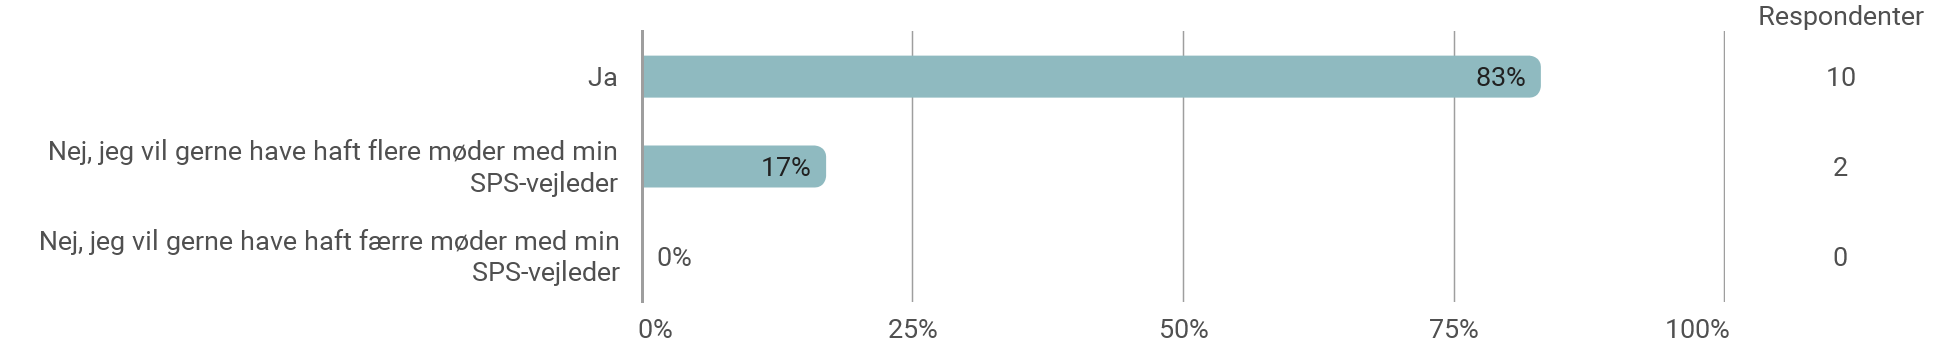 Respondenter
Ja
83%
10
Nej, jeg vil gerne have haft flere møder med min
SPS-vejleder
17%
2
Nej, jeg vil gerne have haft færre møder med min
SPS-vejleder
0%
0
0% 25% 50% 75% 100%